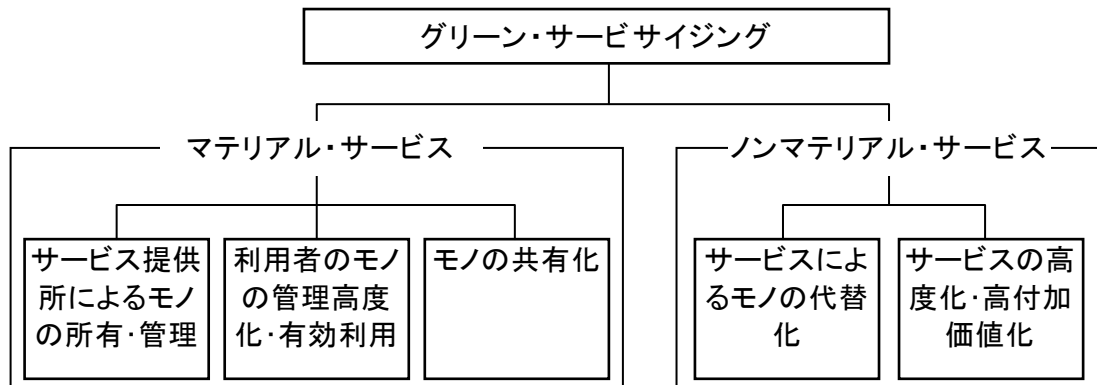 グリーン・サービサイジング
マテリアル・サービス
ノンマテリアル・サービス
サービス提供
所によるモノ
の所有・管理
利用者のモノ
の管理高度
化・有効利用
モノの共有化
サービスによ
るモノの代替
化
サービスの高
度化・高付加
価値化